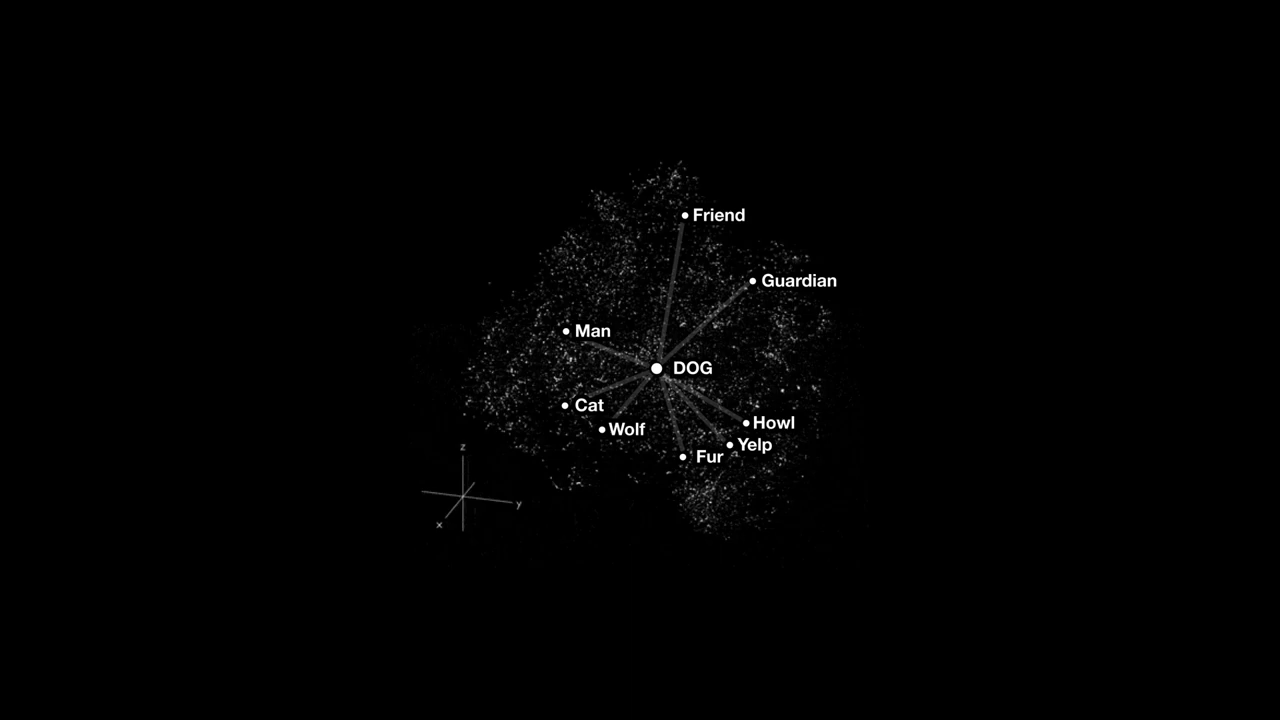 Friend
Guardian
Man
DOG
Cat
Howl
Wolf
Yelp
Fur
z
y
x